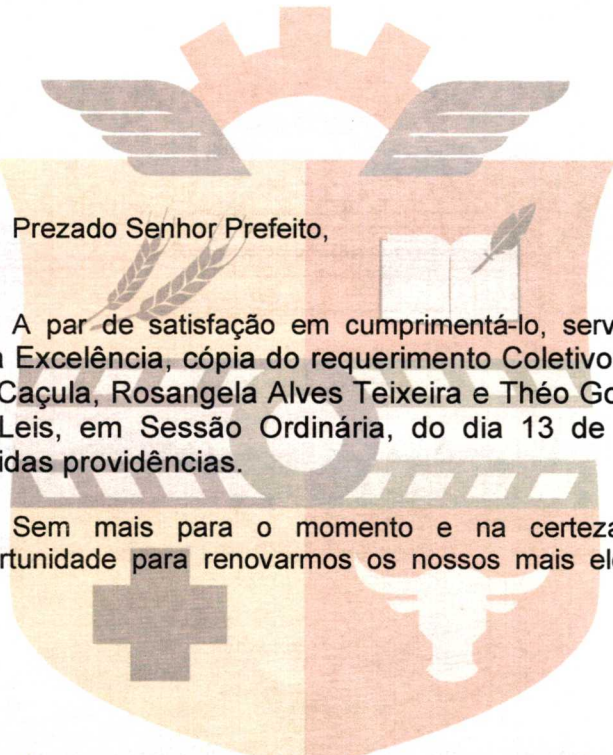 Prezado Senhor Prefeito,
A par de satisfação em cumprimentá-lo, serv
Excelência, cópia do requerimento Coletivo
Caçula, Rosangela Alves Teixeira e Théo Go
Leis, em Sessão Ordinária, do dia 13 de
idas providências.
Sem mais para o momento e na certeza
rtunidade para renovarmos os nossos mais ele